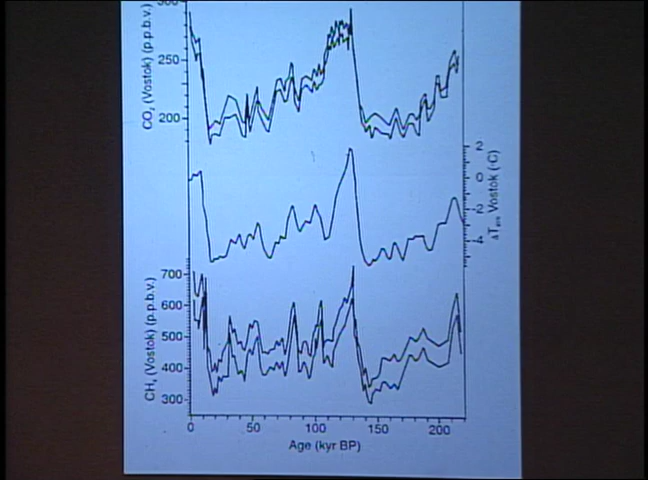 300
250
200
CO₂ (Vostok) (p.p.b.v.)
2
0
-2
-4
Vostok (°C)
700
600
500
400
300
CH₄ (Vostok) (p.p.b.v.)
0 50 100 150 200
Age (kyr BP)